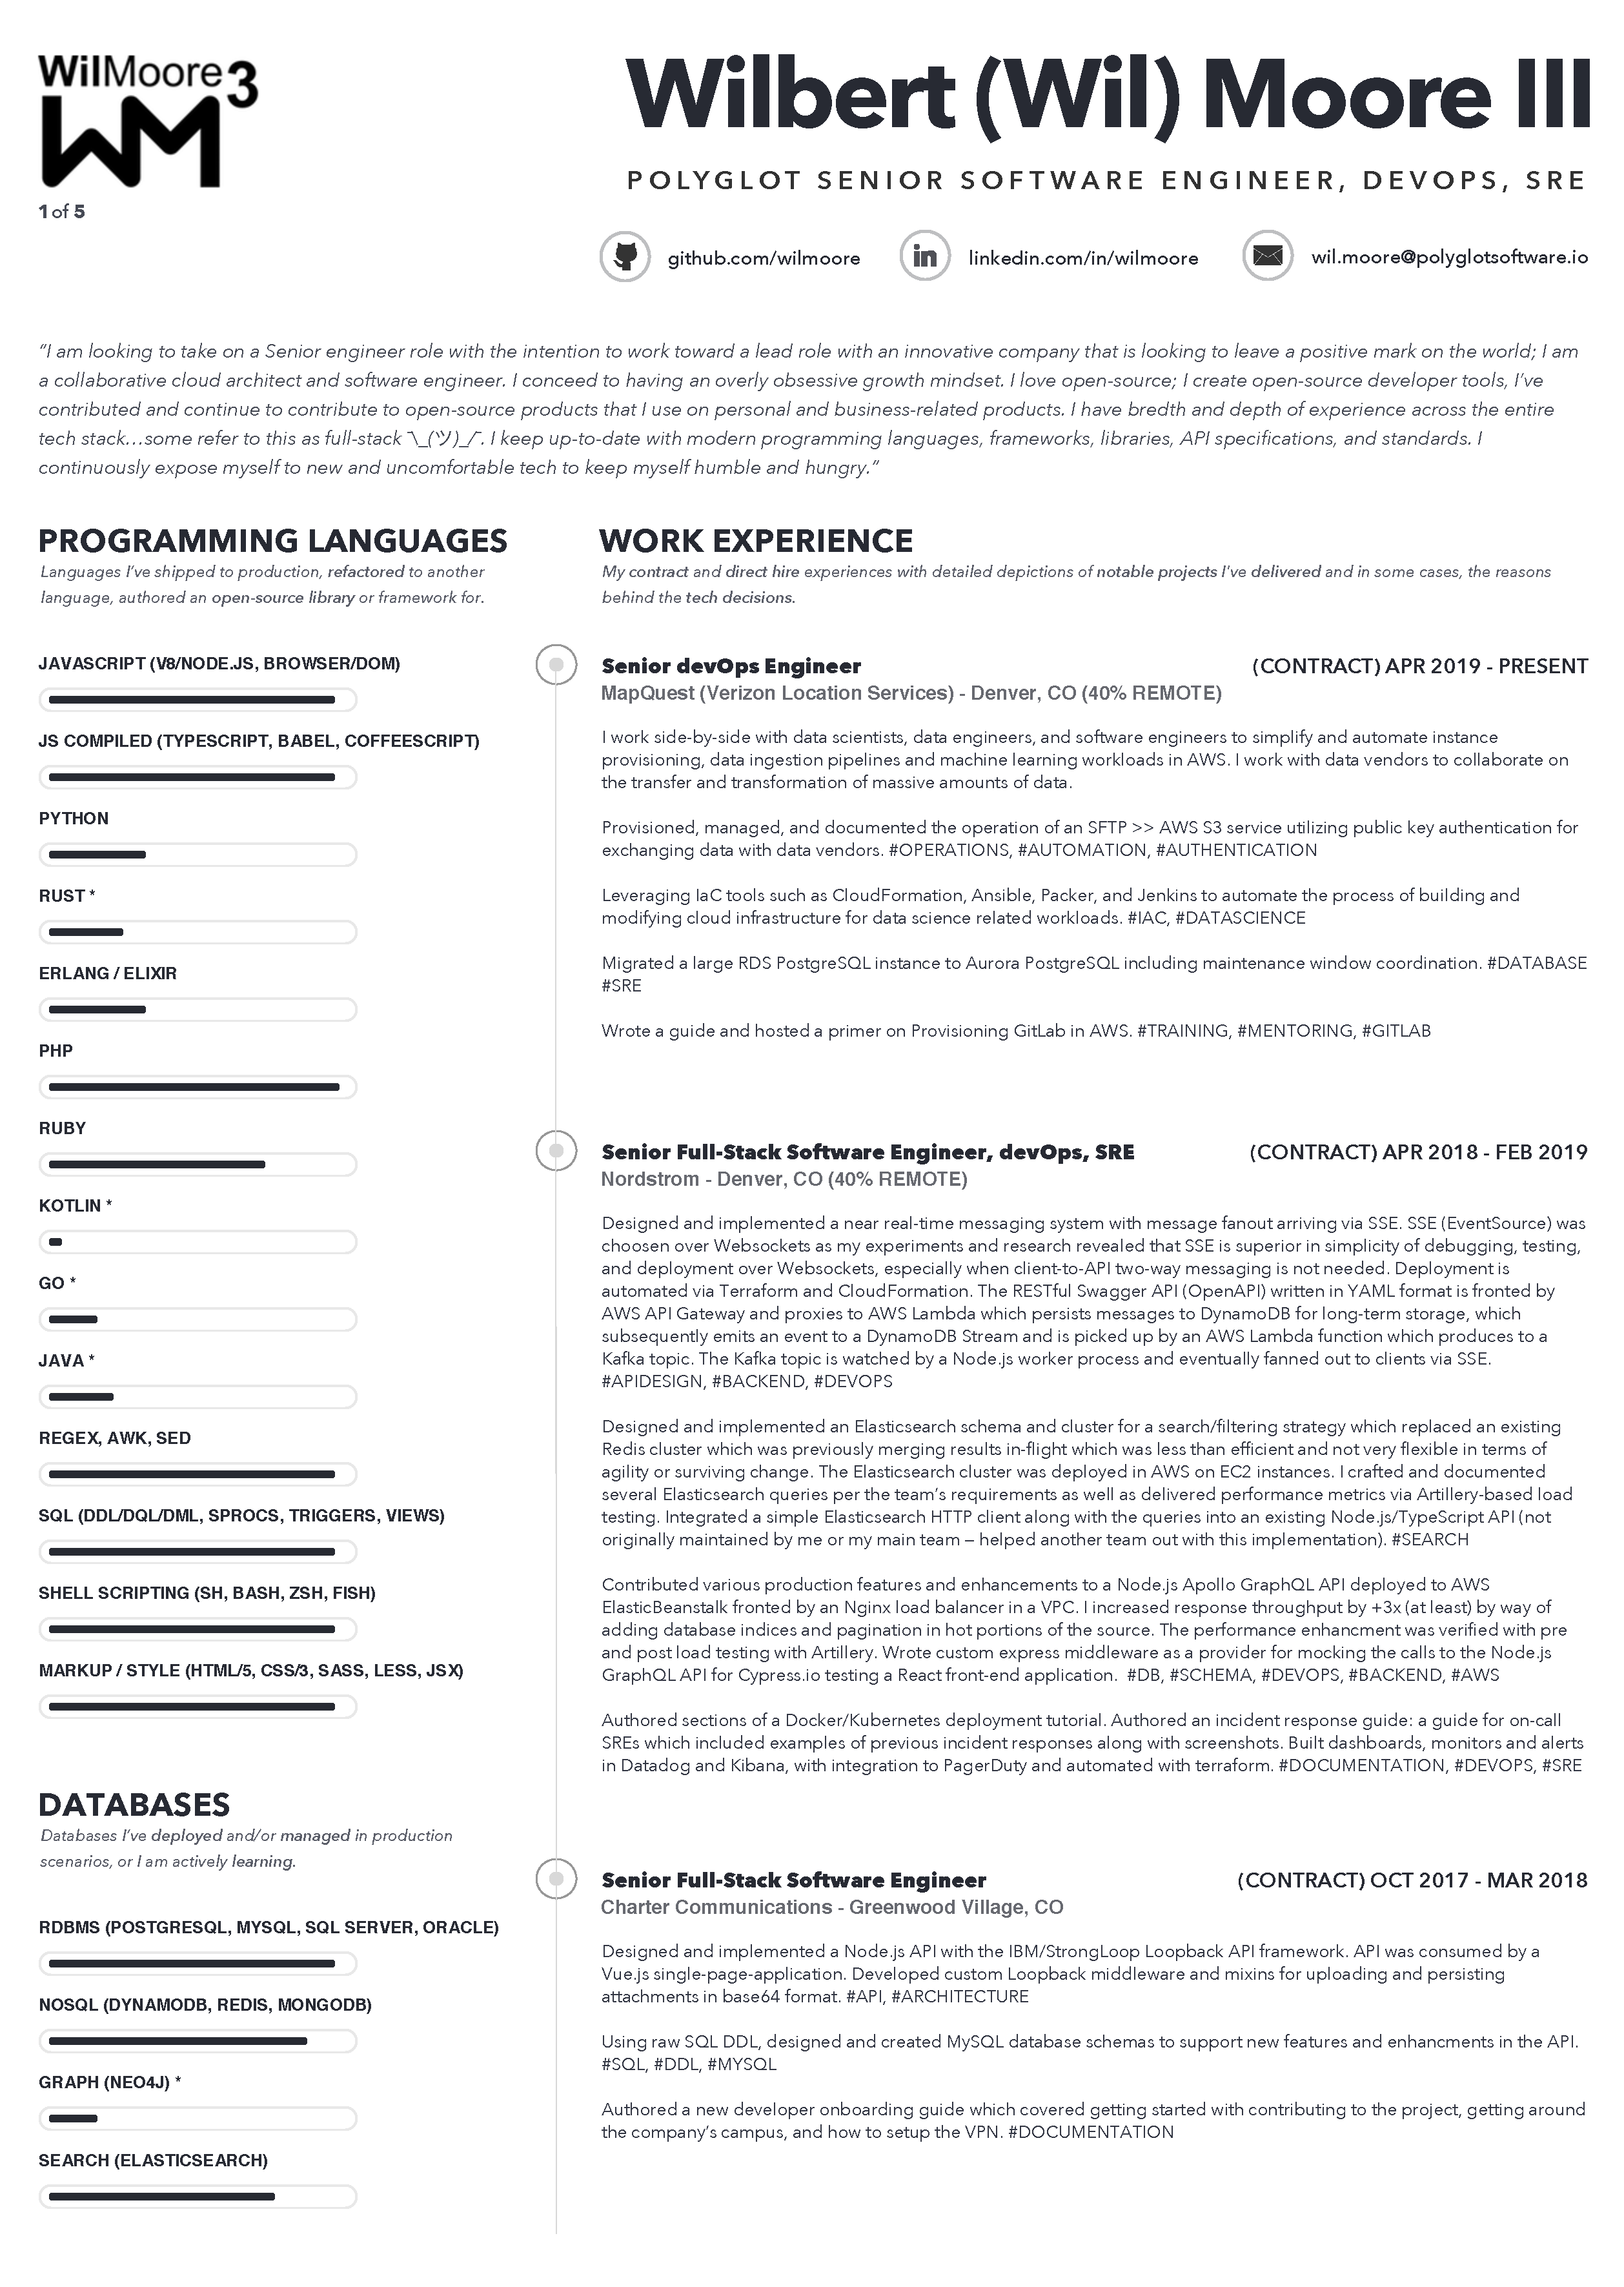 WilMoore3
WM
1 of 5
Wilbert (Wil) Moore III
POLYGLOT SENIOR SOFTWARE ENGINEER, DEVOPS, SRE
github.com/wilmoore
linkedin.com/in/wilmoore
wil.moore@polyglotsoftware.io
“I am looking to take on a Senior engineer role with the intention to work toward a lead role with an innovative company that is looking to leave a positive mark on the world; I am
a collaborative cloud architect and software engineer. I conceed to having an overly obsessive growth mindset. I love open-source; I create open-source developer tools, I’ve
contributed and continue to contribute to open-source products that I use on personal and business-related products. I have bredth and depth of experience across the entire
tech stack…some refer to this as full-stack ¯\_(ツ)_/¯. I keep up-to-date with modern programming languages, frameworks, libraries, API specifications, and standards. I
continuously expose myself to new and uncomfortable tech to keep myself humble and hungry.”
PROGRAMMING LANGUAGES
Languages I’ve shipped to production, refactored to another
language, authored an open-source library or framework for.
JAVASCRIPT (V8/NODE.JS, BROWSER/DOM)
JS COMPILED (TYPESCRIPT, BABEL, COFFEESCRIPT)
PYTHON
RUST *
ERLANG / ELIXIR
PHP
RUBY
KOTLIN *
GO *
JAVA *
REGEX, AWK, SED
SQL (DDL/DQL/DML, SPROCS, TRIGGERS, VIEWS)
SHELL SCRIPTING (SH, BASH, ZSH, FISH)
MARKUP / STYLE (HTML/5, CSS/3, SASS, LESS, JSX)
DATABASES
Databases I’ve deployed and/or managed in production
scenarios, or I am actively learning.
RDBMS (POSTGRESQL, MYSQL, SQL SERVER, ORACLE)
NOSQL (DYNAMODB, REDIS, MONGODB)
GRAPH (NEO4J) *
SEARCH (ELASTICSEARCH)
WORK EXPERIENCE
My contract and direct hire experiences with detailed depictions of notable projects I've delivered and in some cases, the reasons
behind the tech decisions.
Senior devOps Engineer
(CONTRACT) APR 2019 - PRESENT
MapQuest (Verizon Location Services) - Denver, CO (40% REMOTE)
I work side-by-side with data scientists, data engineers, and software engineers to simplify and automate instance
provisioning, data ingestion pipelines and machine learning workloads in AWS. I work with data vendors to collaborate on
the transfer and transformation of massive amounts of data.
Provisioned, managed, and documented the operation of an SFTP >> AWS S3 service utilizing public key authentication for
exchanging data with data vendors. #OPERATIONS, #AUTOMATION, #AUTHENTICATION
Leveraging IaC tools such as CloudFormation, Ansible, Packer, and Jenkins to automate the process of building and
modifying cloud infrastructure for data science related workloads. #IAC, #DATASCIENCE
Migrated a large RDS PostgreSQL instance to Aurora PostgreSQL including maintenance window coordination. #DATABASE
#SRE
Wrote a guide and hosted a primer on Provisioning GitLab in AWS. #TRAINING, #MENTORING, #GITLAB
Senior Full-Stack Software Engineer, devOps, SRE
(CONTRACT) APR 2018 - FEB 2019
Nordstrom - Denver, CO (40% REMOTE)
Designed and implemented a near real-time messaging system with message fanout arriving via SSE. SSE (EventSource) was
choosen over Websockets as my experiments and research revealed that SSE is superior in simplicity of debugging, testing,
and deployment over Websockets, especially when client-to-API two-way messaging is not needed. Deployment is
automated via Terraform and CloudFormation. The RESTful Swagger API (OpenAPI) written in YAML format is fronted by
AWS API Gateway and proxies to AWS Lambda which persists messages to DynamoDB for long-term storage, which
subsequently emits an event to a DynamoDB Stream and is picked up by an AWS Lambda function which produces to a
Kafka topic. The Kafka topic is watched by a Node.js worker process and eventually fanned out to clients via SSE.
#APIDESIGN, #BACKEND, #DEVOPS
Designed and implemented an Elasticsearch schema and cluster for a search/filtering strategy which replaced an existing
Redis cluster which was previously merging results in-flight which was less than efficient and not very flexible in terms of
agility or surviving change. The Elasticsearch cluster was deployed in AWS on EC2 instances. I crafted and documented
several Elasticsearch queries per the team’s requirements as well as delivered performance metrics via Artillery-based load
testing. Integrated a simple Elasticsearch HTTP client along with the queries into an existing Node.js/TypeScript API (not
originally maintained by me or my main team – helped another team out with this implementation). #SEARCH
Contributed various production features and enhancements to a Node.js Apollo GraphQL API deployed to AWS
ElasticBeanstalk fronted by an Nginx load balancer in a VPC. I increased response throughput by +3x (at least) by way of
adding database indices and pagination in hot portions of the source. The performance enhancment was verified with pre
and post load testing with Artillery. Wrote custom express middleware as a provider for mocking the calls to the Node.js
GraphQL API for Cypress.io testing a React front-end application. #DB, #SCHEMA, #DEVOPS, #BACKEND, #AWS
Authored sections of a Docker/Kubernetes deployment tutorial. Authored an incident response guide: a guide for on-call
SREs which included examples of previous incident responses along with screenshots. Built dashboards, monitors and alerts
in Datadog and Kibana, with integration to PagerDuty and automated with terraform. #DOCUMENTATION, #DEVOPS, #SRE
Senior Full-Stack Software Engineer
(CONTRACT) OCT 2017 - MAR 2018
Charter Communications - Greenwood Village, CO
Designed and implemented a Node.js API with the IBM/StrongLoop Loopback API framework. API was consumed by a
Vue.js single-page-application. Developed custom Loopback middleware and mixins for uploading and persisting
attachments in base64 format. #API, #ARCHITECTURE
Using raw SQL DDL, designed and created MySQL database schemas to support new features and enhancments in the API.
#SQL, #DDL, #MYSQL
Authored a new developer onboarding guide which covered getting started with contributing to the project, getting around
the company’s campus, and how to setup the VPN. #DOCUMENTATION